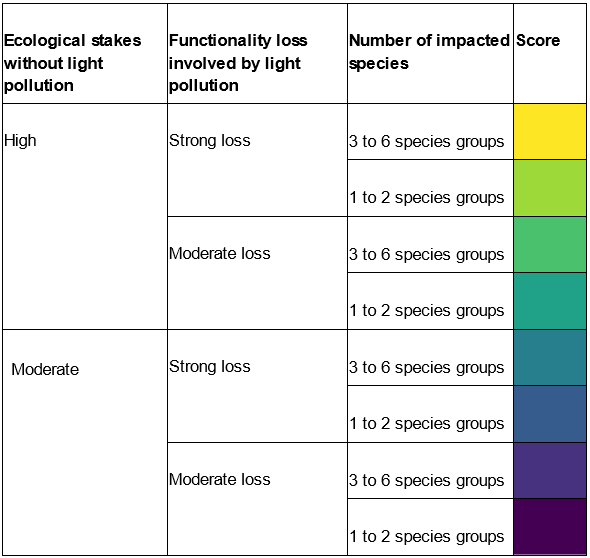 Ecological stakes
without light
pollution
Functionality loss
involved by light
pollution
Number of impacted
species
Score
High
Strong loss
3 to 6 species groups
1 to 2 species groups
Moderate loss
3 to 6 species groups
1 to 2 species groups
Moderate
Strong loss
3 to 6 species groups
1 to 2 species groups
Moderate loss
3 to 6 species groups
1 to 2 species groups